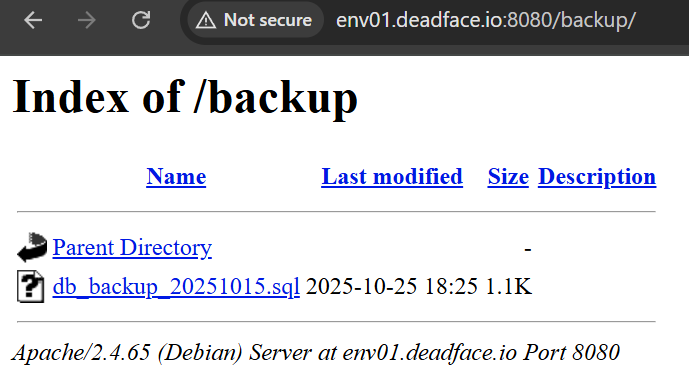 Not secure env01.deadface.io:8080/backup/
Index of /backup
Name Last modified Size Description
Parent Directory -
db_backup_20251015.sql 2025-10-25 18:25 1.1K
Apache/2.4.65 (Debian) Server at env01.deadface.io Port 8080